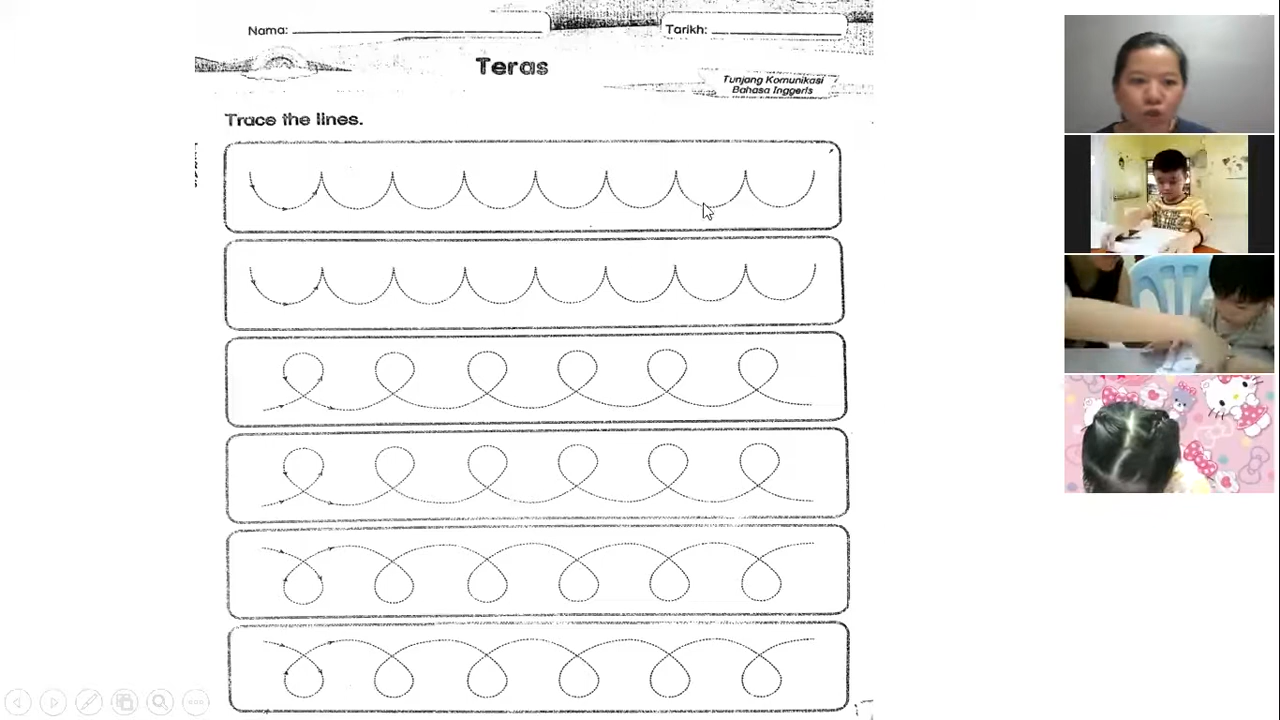 Nama:
Tarikh:
Teras
Tunjang Komunikasi
Bahasa Inggeris
Trace the lines.